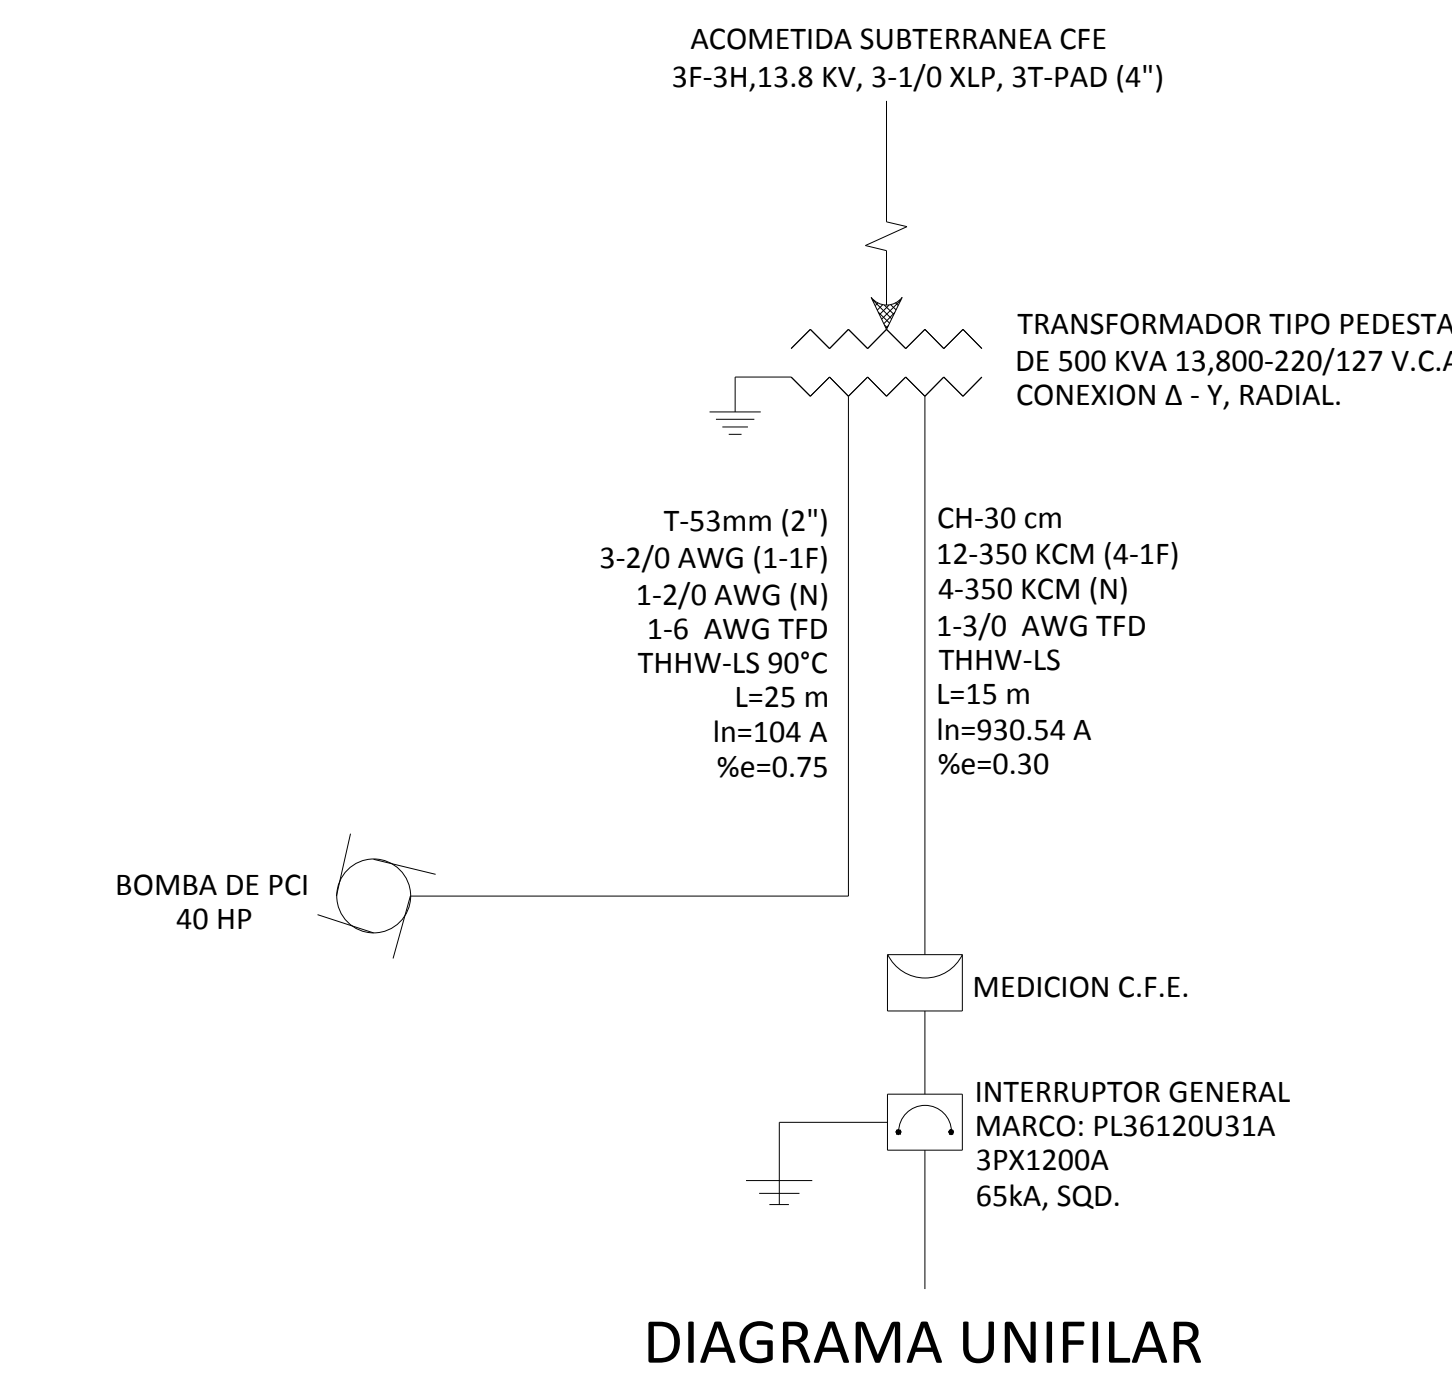 ACOMETIDA SUBTERRANEA CFE
3F-3H,13.8 KV, 3-1/0 XLP, 3T-PAD (4")
TRANSFORMADOR TIPO PEDESTA
DE 500 KVA 13,800-220/127 V.C.A
CONEXION Δ - Y, RADIAL.
T-53mm (2")
3-2/0 AWG (1-1F)
1-2/0 AWG (N)
1-6 AWG TFD
THHW-LS 90°C
L=25 m
In=104 A
%e=0.75
CH-30 cm
12-350 KCM (4-1F)
4-350 KCM (N)
1-3/0 AWG TFD
THHW-LS
L=15 m
In=930.54 A
%e=0.30
BOMBA DE PCI
40 HP
MEDICION C.F.E.
INTERRUPTOR GENERAL
MARCO: PL36120U31A
3PX1200A
65kA, SQD.
DIAGRAMA UNIFILAR